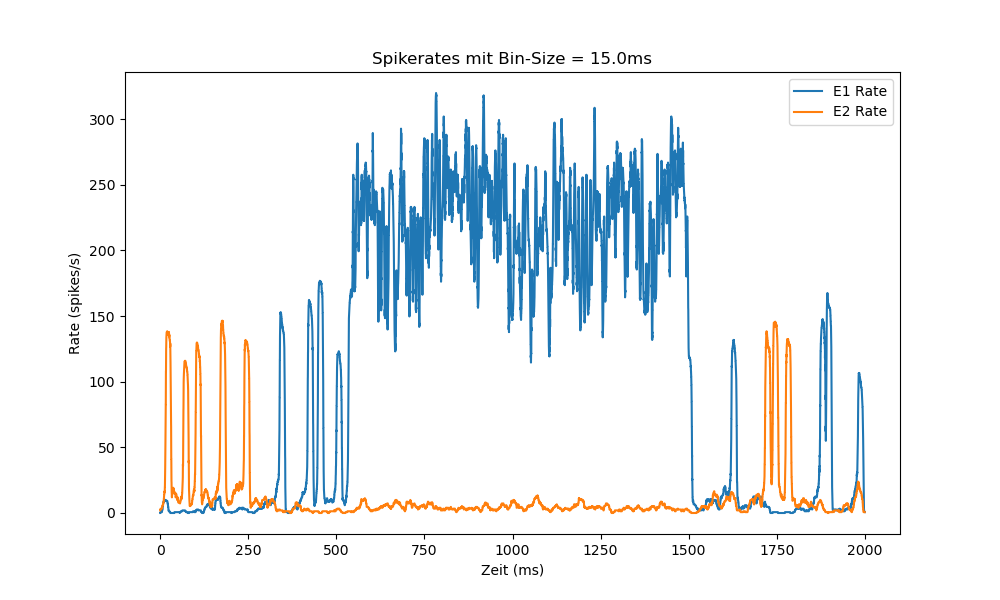 Spikerates mit Bin-Size = 15.0ms
E1 Rate
E2 Rate
Rate (spikes/s)
300
250
200
150
100
50
0
0 250 500 750 1000 1250 1500 1750 2000
Zeit (ms)